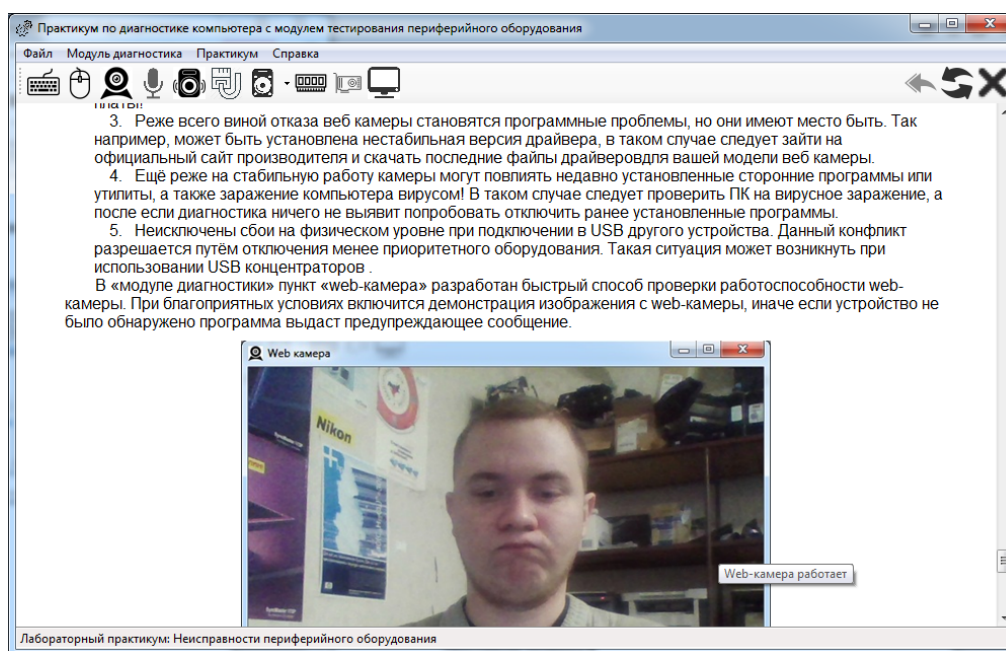 Практикум по диагностике компьютера с модулем тестирования периферийного оборудования
Файл Модуль диагностика Практикум Справка
платы!
3. Реже всего виной отказа веб камеры становятся программные проблемы, но они имеют место быть. Так
например, может быть установлена нестабильная версия драйвера, в таком случае следует зайти на
официальный сайт производителя и скачать последние файлы драйверовдля вашей модели веб камеры.
4. Ещё реже на стабильную работу камеры могут повлиять недавно установленные сторонние программы или
утилиты, а также заражение компьютера вирусом! В таком случае следует проверить ПК на вирусное заражение, а
после если диагностика ничего не выявит попробовать отключить ранее установленные программы.
5. Неисключены сбои на физическом уровне при подключении в USB другого устройства. Данный конфликт
разрешается путём отключения менее приоритетного оборудования. Такая ситуация может возникнуть при
использовании USB концентраторов .
В «модуле диагностики» пункт «web-камера» разработан быстрый способ проверки работоспособности web-
камеры. При благоприятных условиях включится демонстрация изображения с web-камеры, иначе если устройство не
было обнаружено программа выдаст предупреждающее сообщение.
Web камера
Nikon
Web-камера работает
Лабораторный практикум: Неисправности периферийного оборудования